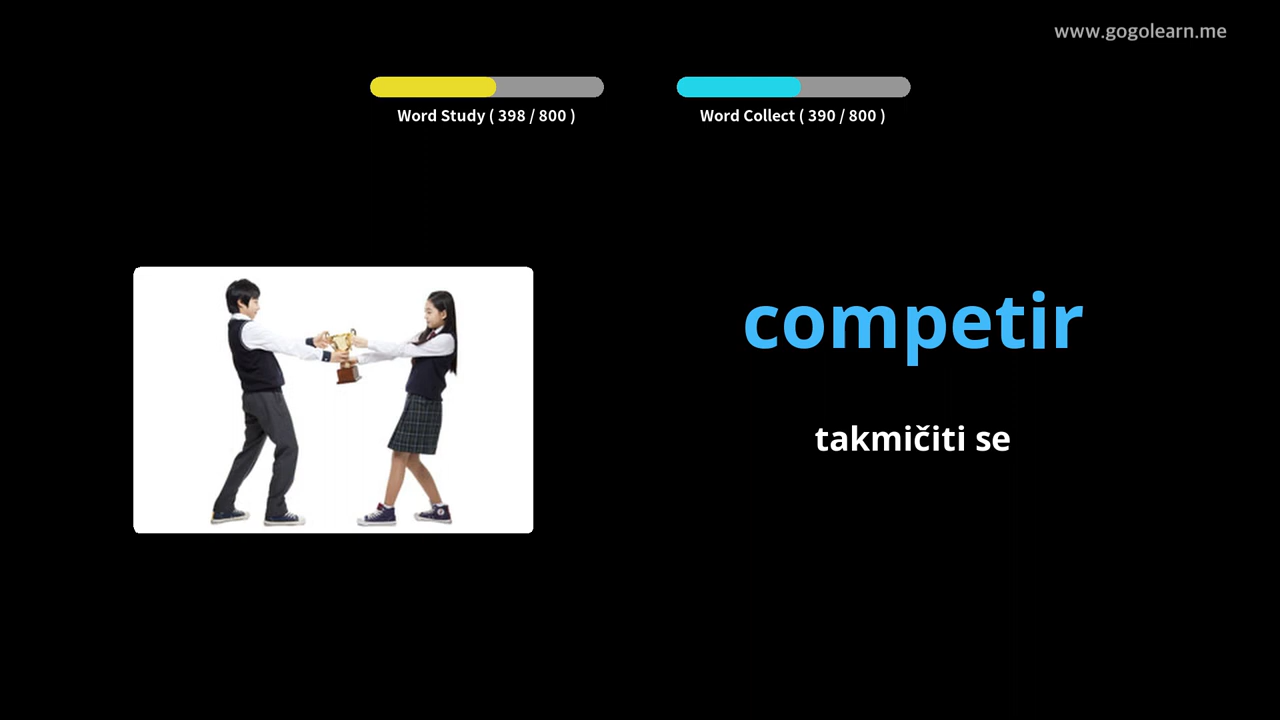 www.gogolearn.me
Word Study ( 398 / 800 )
Word Collect ( 390 / 800 )
competir
takmičiti se